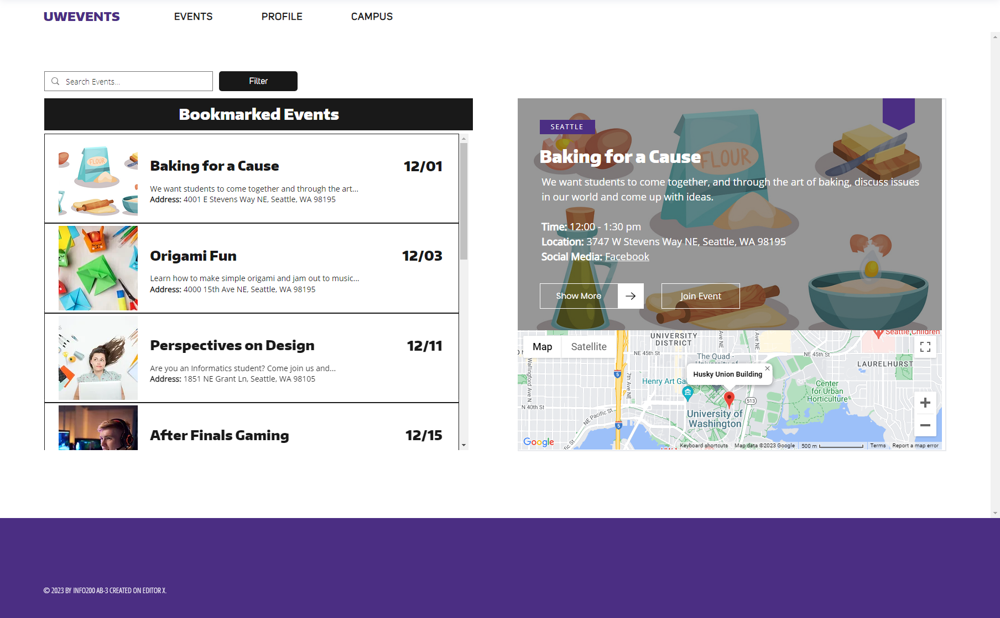 UWEVENTS
EVENTS
PROFILE
CAMPUS
Search Events...
Filter
Bookmarked Events
FLOUR
Baking for a Cause
12/01
We want students to come together and through the art...
Address: 4001 E Stevens Way NE, Seattle, WA 98195
Origami Fun
12/03
Learn how to make simple origami and jam out to music...
Address: 4000 15th Ave NE, Seattle, WA 98195
Perspectives on Design
12/11
Are you an Informatics student? Come join us and...
Address: 1851 NE Grant Ln, Seattle, WA 98105
After Finals Gaming
12/15
SEATTLE
Baking for a Cause
FLOUR
We want students to come together, and through the art of baking, discuss issues
in our world and come up with ideas.
Time: 12:00 - 1:30 pm
Location: 3747 W Stevens Way NE, Seattle, WA 98195
Social Media: Facebook
Show More
Join Event
Map
Satellite
UNIVERSITY
DISTRICT
Seattle Children
NE 45st St
NE 45th St
The Quad -
University of
LAURELHURST
Husky Union Building
Wallingford Ave N
7th Ave NE
Ave NE
Ave NE
5
Henry Art Ga
Center
for Urban
Horticulture
513
N 40th St
NE Pacific St
University of
Washington
5
Google
Keyboard shortcuts
Map data ©2023 Google
500 m
Terms
Report a map error
© 2023 BY INFO200 AB-3 CREATED ON EDITOR X.